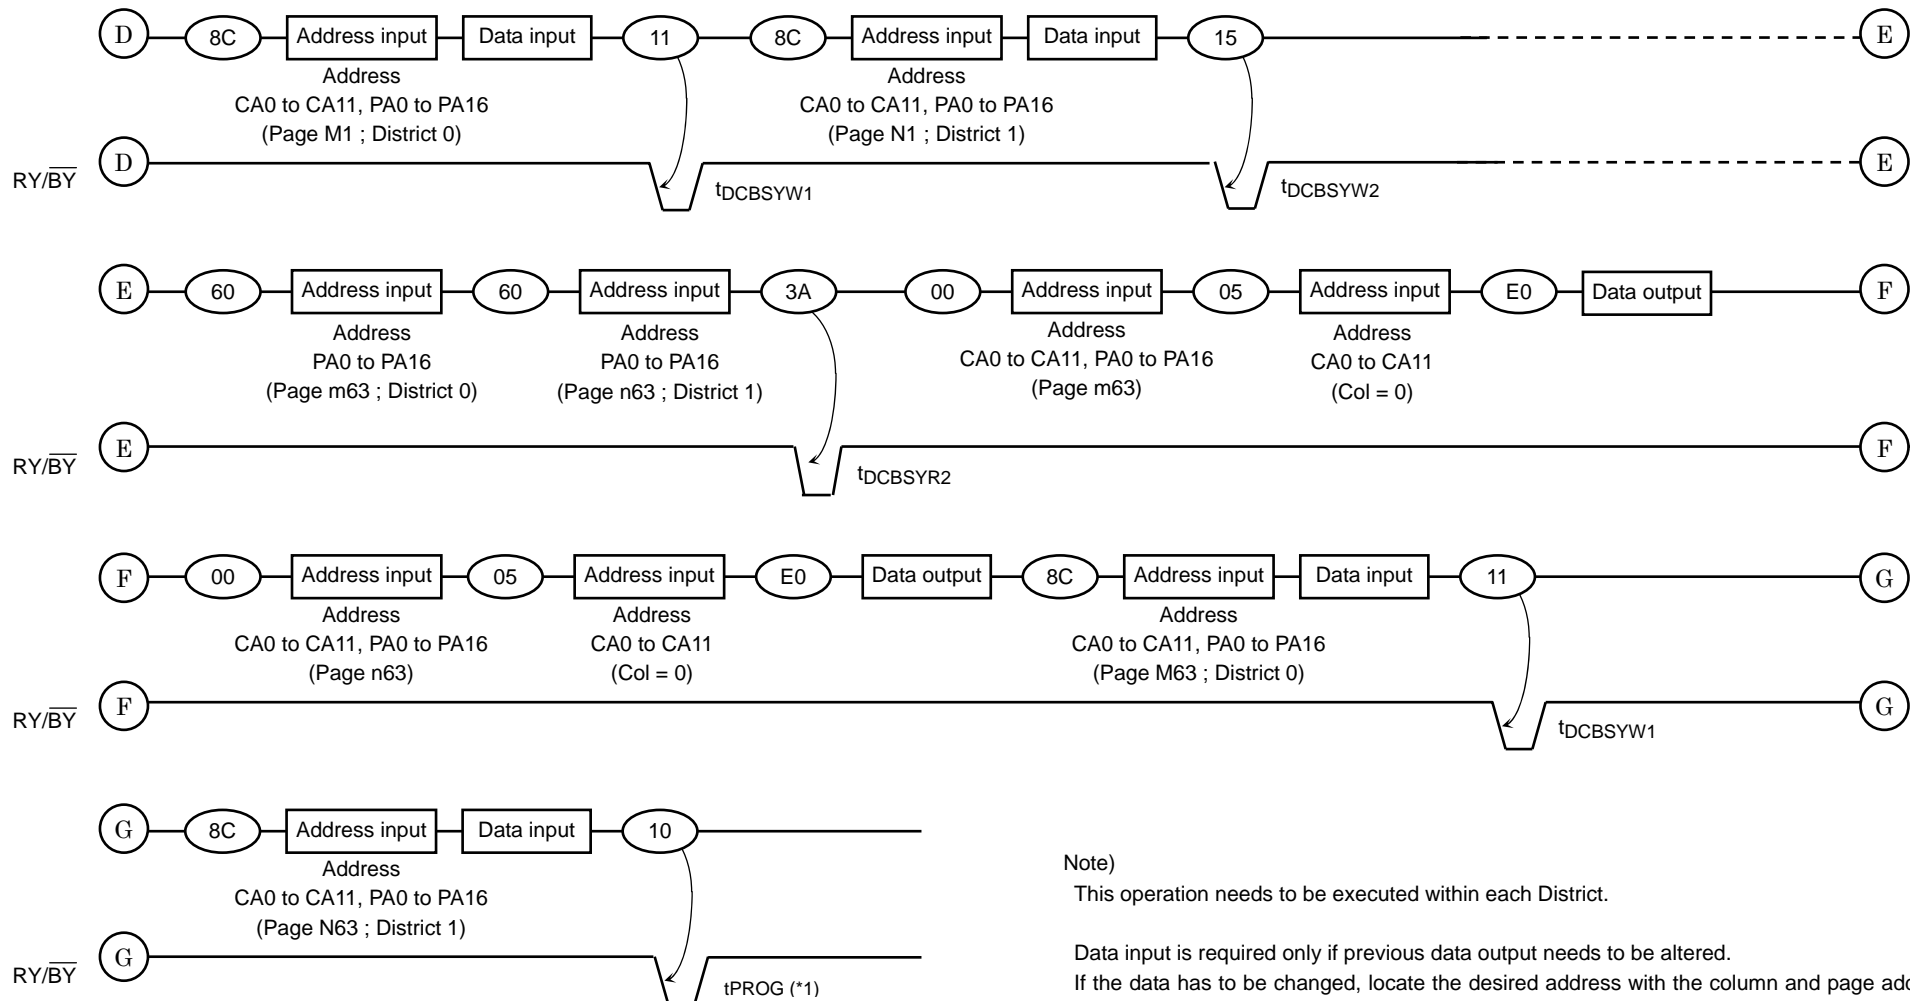 D 8C Address input Data input 11 8C Address input Data input 15 E
Address Address
CA0 to CA11, PA0 to PA16 CA0 to CA11, PA0 to PA16
(Page M1 ; District 0) (Page N1 ; District 1)
RY/BY D tDCBSYW1 tDCBSYW2 E
E 60 Address input 60 Address input 3A 00 Address input 05 Address input E0 Data output F
Address Address Address Address
PA0 to PA16 PA0 to PA16 CA0 to CA11, PA0 to PA16 CA0 to CA11
(Page m63 ; District 0) (Page n63 ; District 1) (Page m63) (Col = 0)
RY/BY E tDCBSYR2 F
F 00 Address input 05 Address input E0 Data output 8C Address input Data input 11 G
Address Address Address
CA0 to CA11, PA0 to PA16 CA0 to CA11 CA0 to CA11, PA0 to PA16
(Page n63) (Col = 0) (Page M63 ; District 0)
RY/BY F tDCBSYW1 G
G 8C Address input Data input 10
Address
CA0 to CA11, PA0 to PA16
(Page N63 ; District 1)
RY/BY G tPROG (*1)
Note)
This operation needs to be executed within each District.
Data input is required only if previous data output needs to be altered.
If the data has to be changed, locate the desired address with the column and page